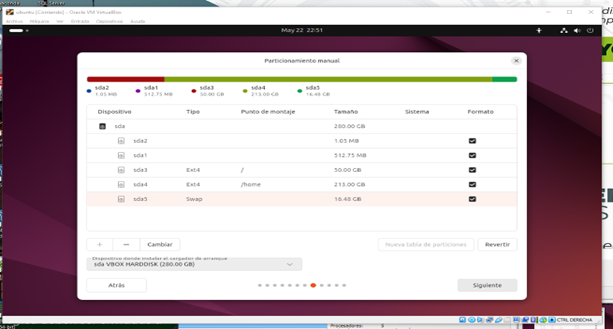 ubuntu [Corriendo] - Oracle VM VirtualBox
Archivo Máquina Ver Entrada Dispositivos Ayuda
May 22 22:51
Particionamiento manual
sda2 sda1 sda3 sda4 sda5
1.05 MB 512.75 MB 50.00 GB 213.00 GB 16.48 GB
Dispositivo Tipo Punto de montaje Tamaño Sistema Formato
sda 280.00 GB
sda2 1.05 MB
sda1 512.75 MB
sda3 Ext4 / 50.00 GB
sda4 Ext4 /home 213.00 GB
sda5 Swap 16.48 GB
+ − Cambiar Nueva tabla de particiones Revertir
Dispositivo donde instalar el cargador de arranque
sda VBOX HARDDISK (280.00 GB)
Atrás Siguiente
CTRL DERECHA
Procesadores: 3